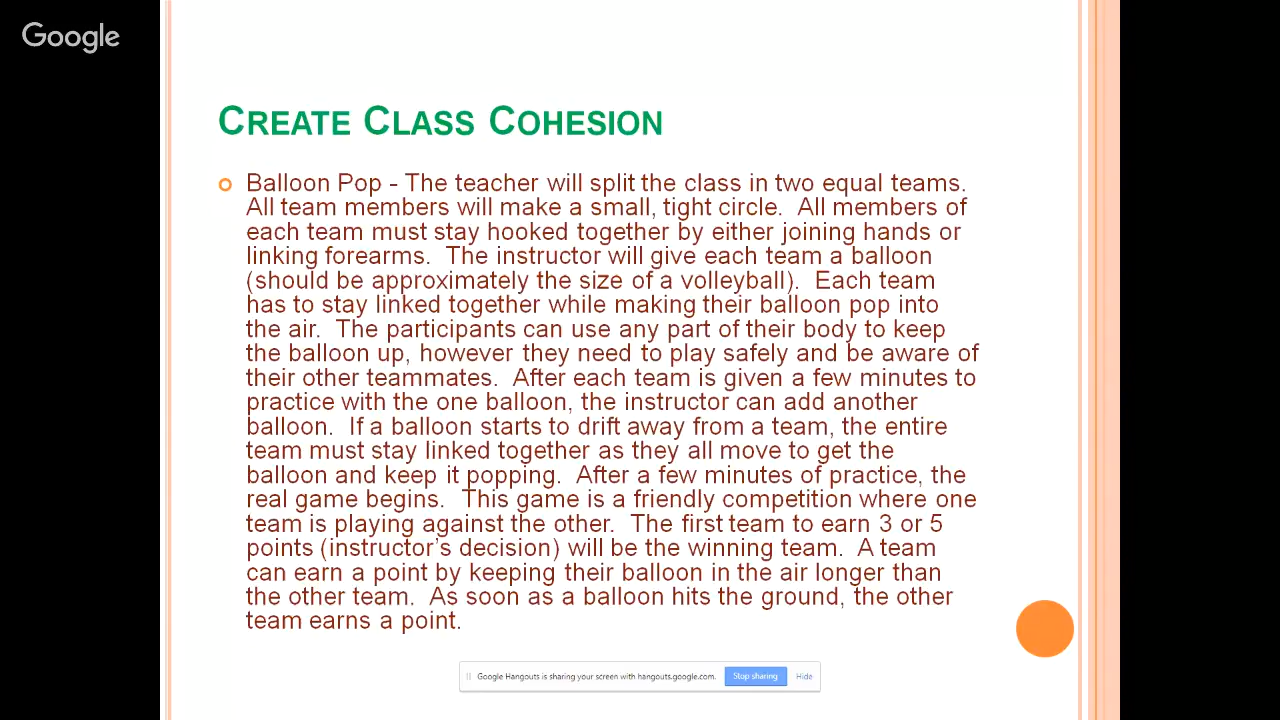 Google
CREATE CLASS COHESION
Balloon Pop - The teacher will split the class in two equal teams.
All team members will make a small, tight circle.  All members of
each team must stay hooked together by either joining hands or
linking forearms.  The instructor will give each team a balloon
(should be approximately the size of a volleyball).  Each team
has to stay linked together while making their balloon pop into
the air.  The participants can use any part of their body to keep
the balloon up, however they need to play safely and be aware of
their other teammates.  After each team is given a few minutes to
practice with the one balloon, the instructor can add another
balloon.  If a balloon starts to drift away from a team, the entire
team must stay linked together as they all move to get the
balloon and keep it popping.  After a few minutes of practice, the
real game begins.  This game is a friendly competition where one
team is playing against the other.  The first team to earn 3 or 5
points (instructor’s decision) will be the winning team.  A team
can earn a point by keeping their balloon in the air longer than
the other team.  As soon as a balloon hits the ground, the other
team earns a point.
Google Hangouts is sharing your screen with hangouts.google.com. Stop sharing Hide